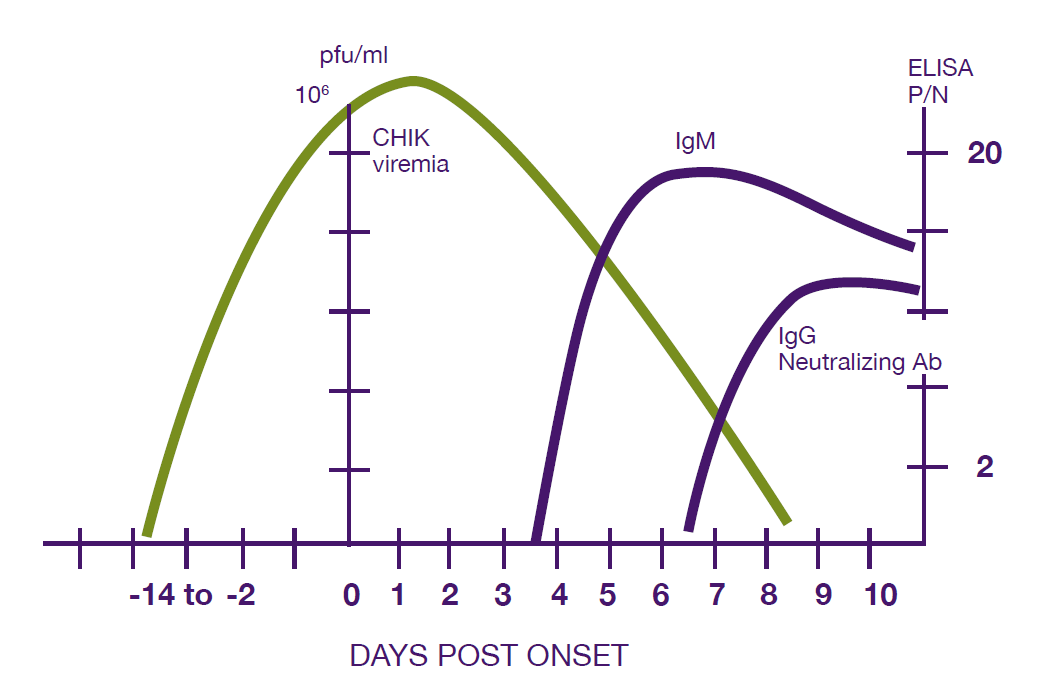 pfu/ml
10⁶
CHIK
viremia
IgM
ELISA
P/N
20
IgG
Neutralizing Ab
2
-14 to -2 0 1 2 3 4 5 6 7 8 9 10
DAYS POST ONSET